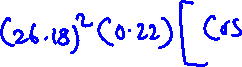 (26.18)² (0.22) [ Cos